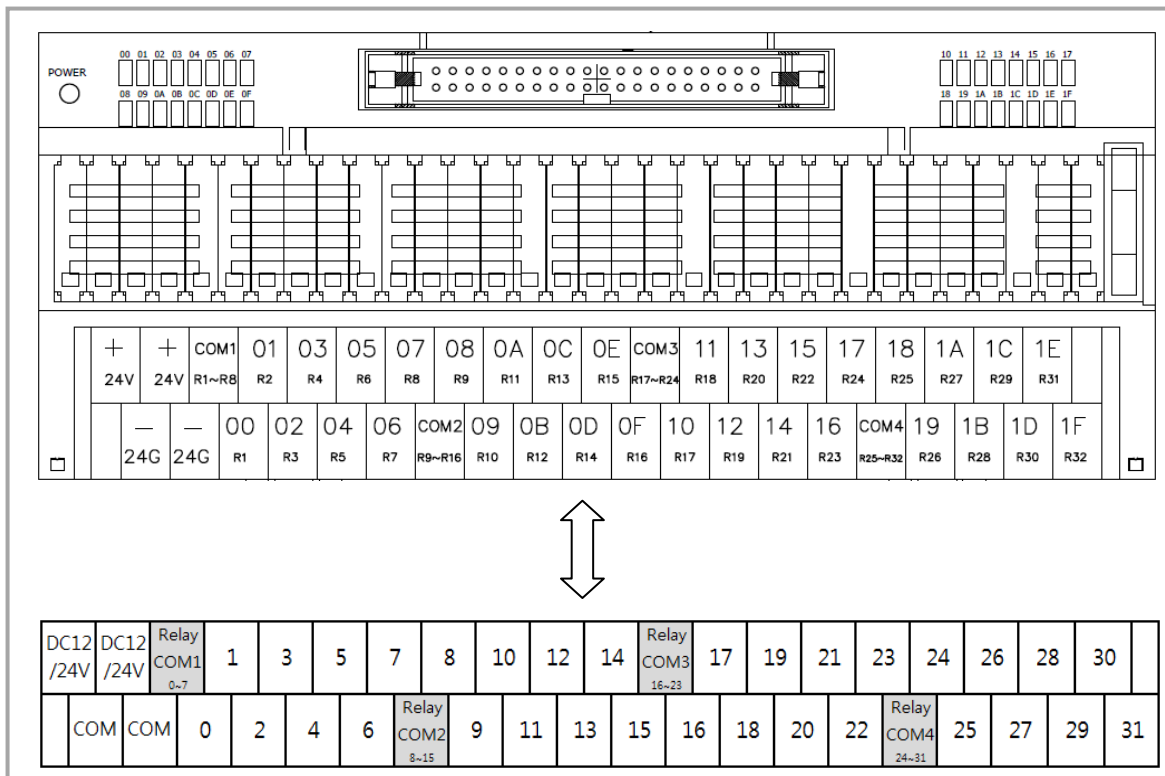 00 01 02 03 04 05 06 07
10 11 12 13 14 15 16 17
POWER
08 09 0A 0B 0C 0D 0E 0F
18 19 1A 1B 1C 1D 1E 1F
+ + COM1 01 03 05 07 08 0A 0C 0E COM3 11 13 15 17 18 1A 1C 1E
24V 24V R1~R8 R2 R4 R6 R8 R9 R11 R13 R15 R17~R24 R18 R20 R22 R24 R25 R27 R29 R31
− − 00 02 04 06 COM2 09 0B 0D 0F 10 12 14 16 COM4 19 1B 1D 1F
24G 24G R1 R3 R5 R7 R9~R16 R10 R12 R14 R16 R17 R19 R21 R23 R25~R32 R26 R28 R30 R32
DC12 /24V DC12 /24V Relay COM1 0~7 1 3 5 7 8 10 12 14 Relay COM3 16~23 17 19 21 23 24 26 28 30
COM COM 0 2 4 6 Relay COM2 8~15 9 11 13 15 16 18 20 22 Relay COM4 24~31 25 27 29 31